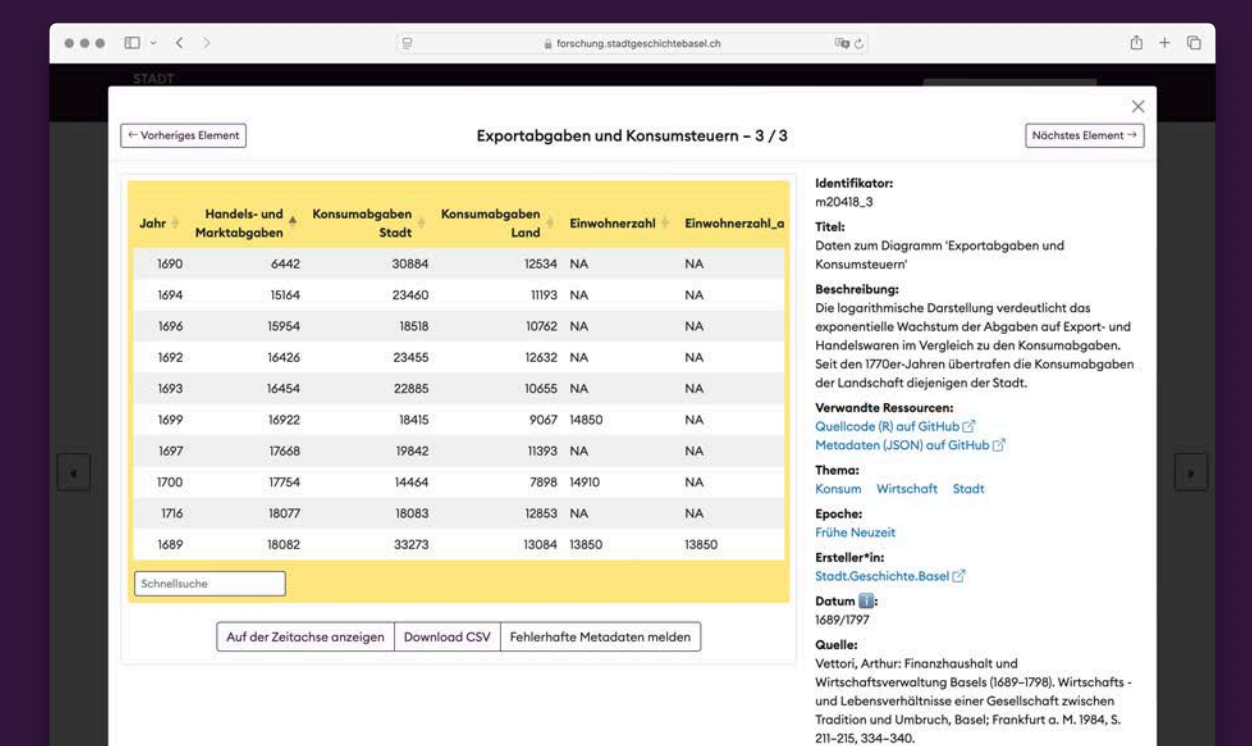 forschung.stadtgeschichtebasel.ch
STADT
← Vorheriges Element
Exportabgaben und Konsumsteuern – 3 / 3
Nächstes Element →
Jahr Handels- und Marktabgaben Konsumabgaben Stadt Konsumabgaben Land Einwohnerzahl Einwohnerzahl_a
1690 6442 30884 12534 NA NA
1694 15164 23460 11193 NA NA
1696 15954 18518 10762 NA NA
1692 16426 23455 12632 NA NA
1693 16454 22885 10655 NA NA
1699 16922 18415 9067 14850 NA
1697 17668 19842 11393 NA NA
1700 17754 14464 7898 14910 NA
1716 18077 18083 12853 NA NA
1689 18082 33273 13084 13850 13850
Schnellsuche
Auf der Zeitachse anzeigen Download CSV Fehlerhafte Metadaten melden
Identifikator:
m20418_3
Titel:
Daten zum Diagramm 'Exportabgaben und
Konsumsteuern'
Beschreibung:
Die logarithmische Darstellung verdeutlicht das
exponentielle Wachstum der Abgaben auf Export- und
Handelswaren im Vergleich zu den Konsumabgaben.
Seit den 1770er-Jahren übertrafen die Konsumabgaben
der Landschaft diejenigen der Stadt.
Verwandte Ressourcen:
Quellcode (R) auf GitHub
Metadaten (JSON) auf GitHub
Thema:
Konsum Wirtschaft Stadt
Epoche:
Frühe Neuzeit
Ersteller*in:
Stadt.Geschichte.Basel
Datum ℹ️:
1689/1797
Quelle:
Vettori, Arthur: Finanzhaushalt und
Wirtschaftsverwaltung Basels (1689–1798). Wirtschafts -
und Lebensverhältnisse einer Gesellschaft zwischen
Tradition und Umbruch, Basel; Frankfurt a. M. 1984, S.
211–215, 334–340.